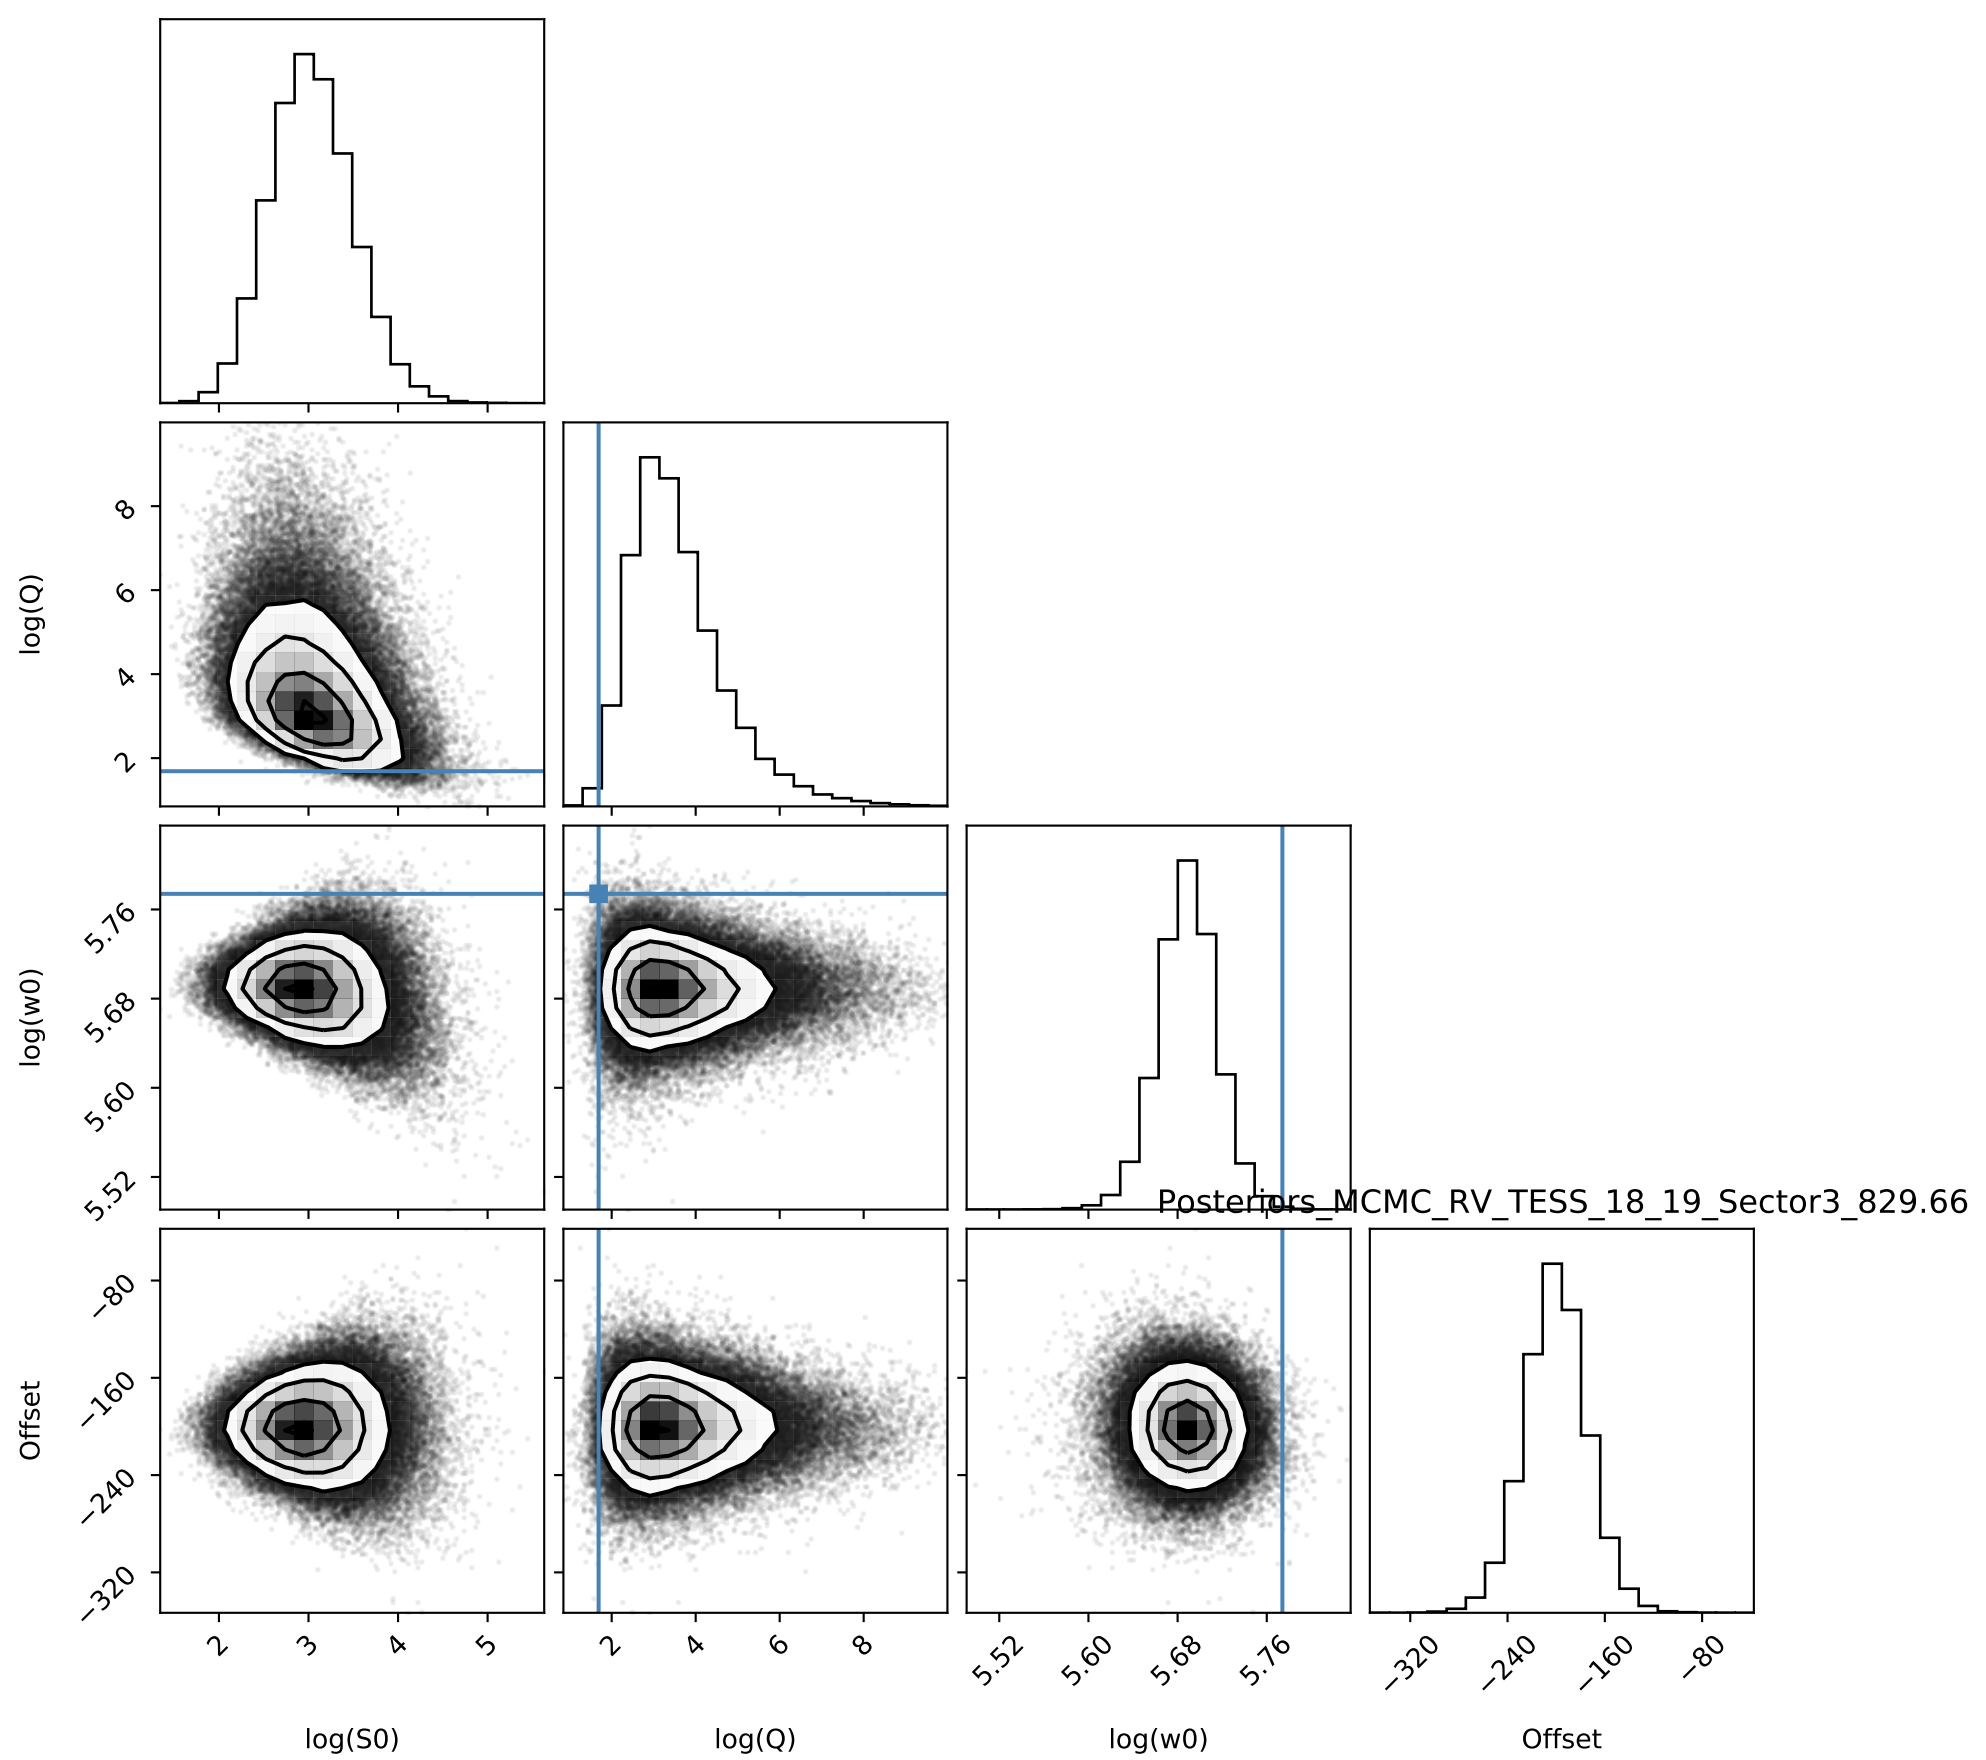 log(Q)
8
6
4
2
log(w0)
5.76
5.68
5.60
5.52
Posteriors_MCMC_RV_TESS_18_19_Sector3_829.66
Offset
−80
−160
−240
−320
2 3 4 5
2 4 6 8
5.52 5.60 5.68 5.76
−320 −240 −160 −80
log(S0)
log(Q)
log(w0)
Offset